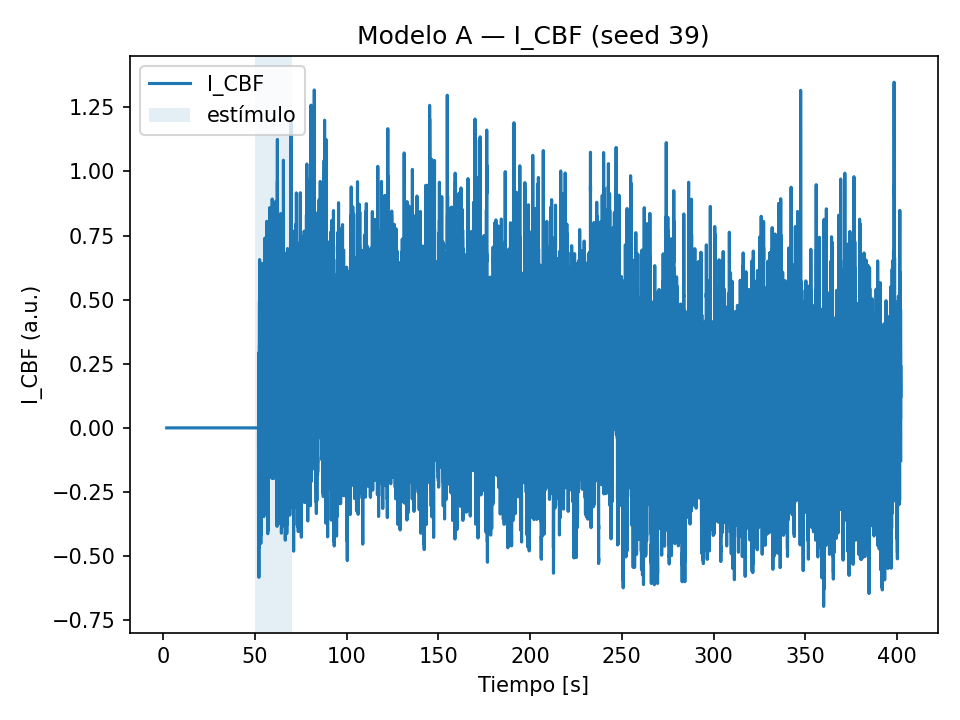 Modelo A — I_CBF (seed 39)
I_CBF
estímulo
1.25
1.00
0.75
0.50
0.25
0.00
−0.25
−0.50
−0.75
I_CBF (a.u.)
0 50 100 150 200 250 300 350 400
Tiempo [s]